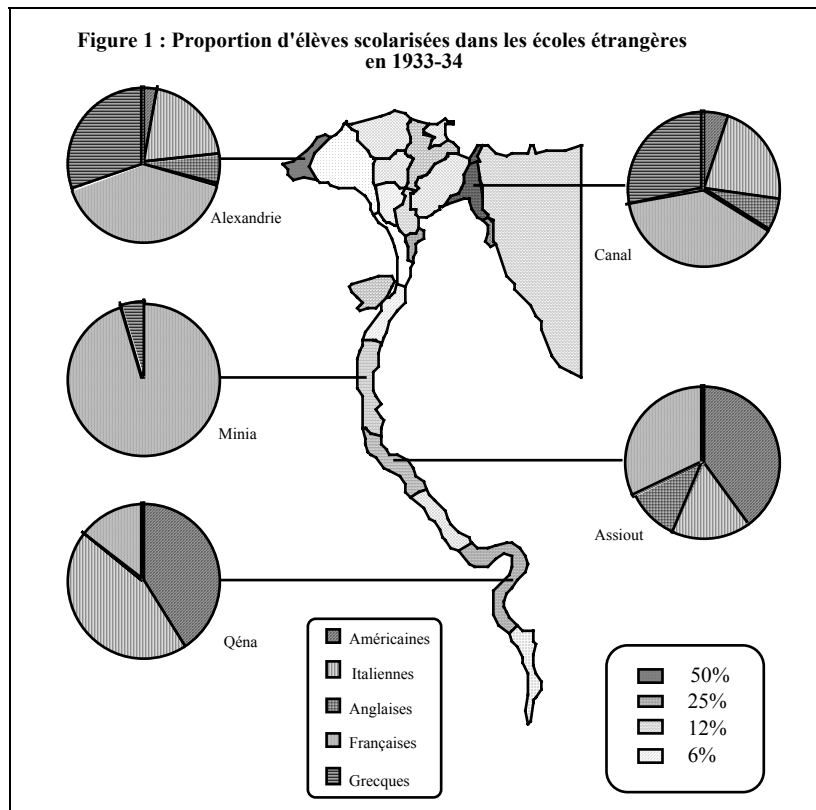 Figure 1 : Proportion d'élèves scolarisées dans les écoles étrangères
en 1933-34
Alexandrie
Canal
Minia
Assiout
Qéna
Américaines
Italiennes
Anglaises
Françaises
Grecques
50%
25%
12%
6%